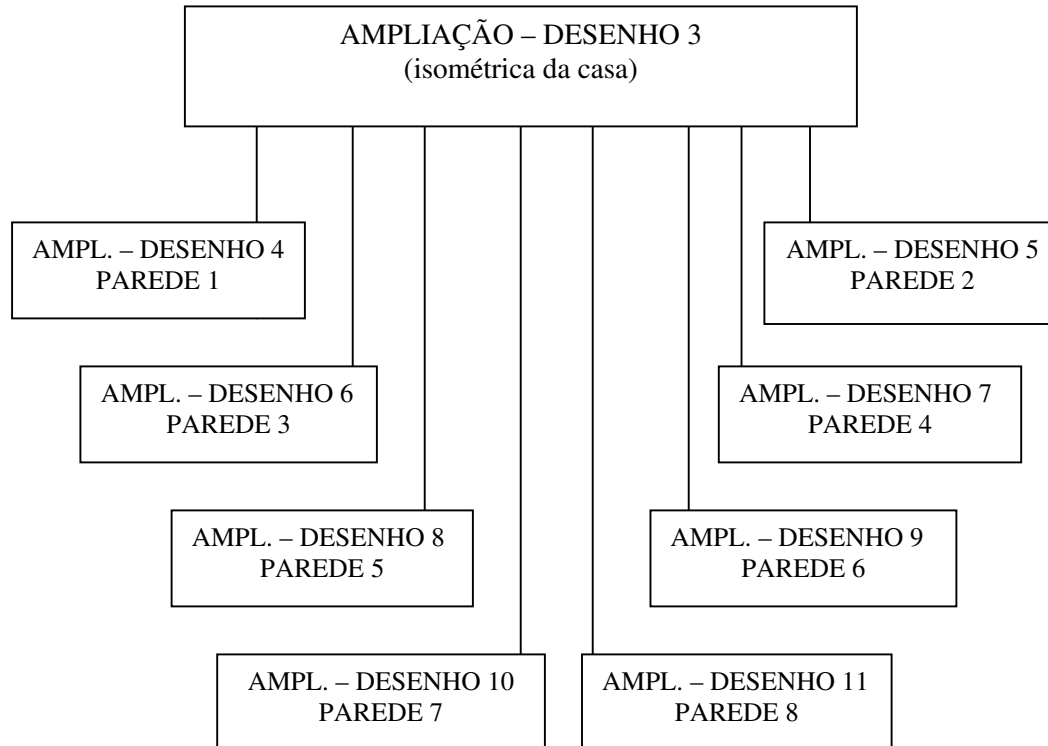 AMPLIAÇÃO – DESENHO 3
(isométrica da casa)
AMPL. – DESENHO 4
PAREDE 1
AMPL. – DESENHO 5
PAREDE 2
AMPL. – DESENHO 6
PAREDE 3
AMPL. – DESENHO 7
PAREDE 4
AMPL. – DESENHO 8
PAREDE 5
AMPL. – DESENHO 9
PAREDE 6
AMPL. – DESENHO 10
PAREDE 7
AMPL. – DESENHO 11
PAREDE 8